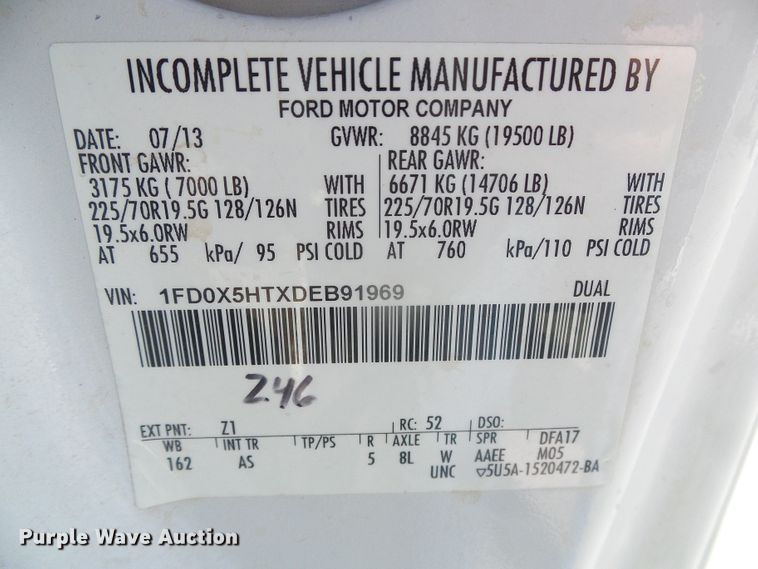 INCOMPLETE VEHICLE MANUFACTURED BY
FORD MOTOR COMPANY
DATE: 07/13 GVWR: 8845 KG (19500 LB)
FRONT GAWR: REAR GAWR:
3175 KG ( 7000 LB) WITH 6671 KG (14706 LB) WITH
225/70R19.5G 128/126N TIRES 225/70R19.5G 128/126N TIRES
19.5x6.0RW RIMS 19.5x6.0RW RIMS
AT 655 kPa/ 95 PSI COLD AT 760 kPa/110 PSI COLD
VIN: 1FD0X5HTXDEB91969 DUAL
246
EXT PNT: Z1 RC: 52 DSO:
WB INT TR TP/PS R AXLE TR SPR DFA17
162 AS 5 8L W AAEE M05
UNC ▽5U5A-1520472-BA
Purple Wave Auction